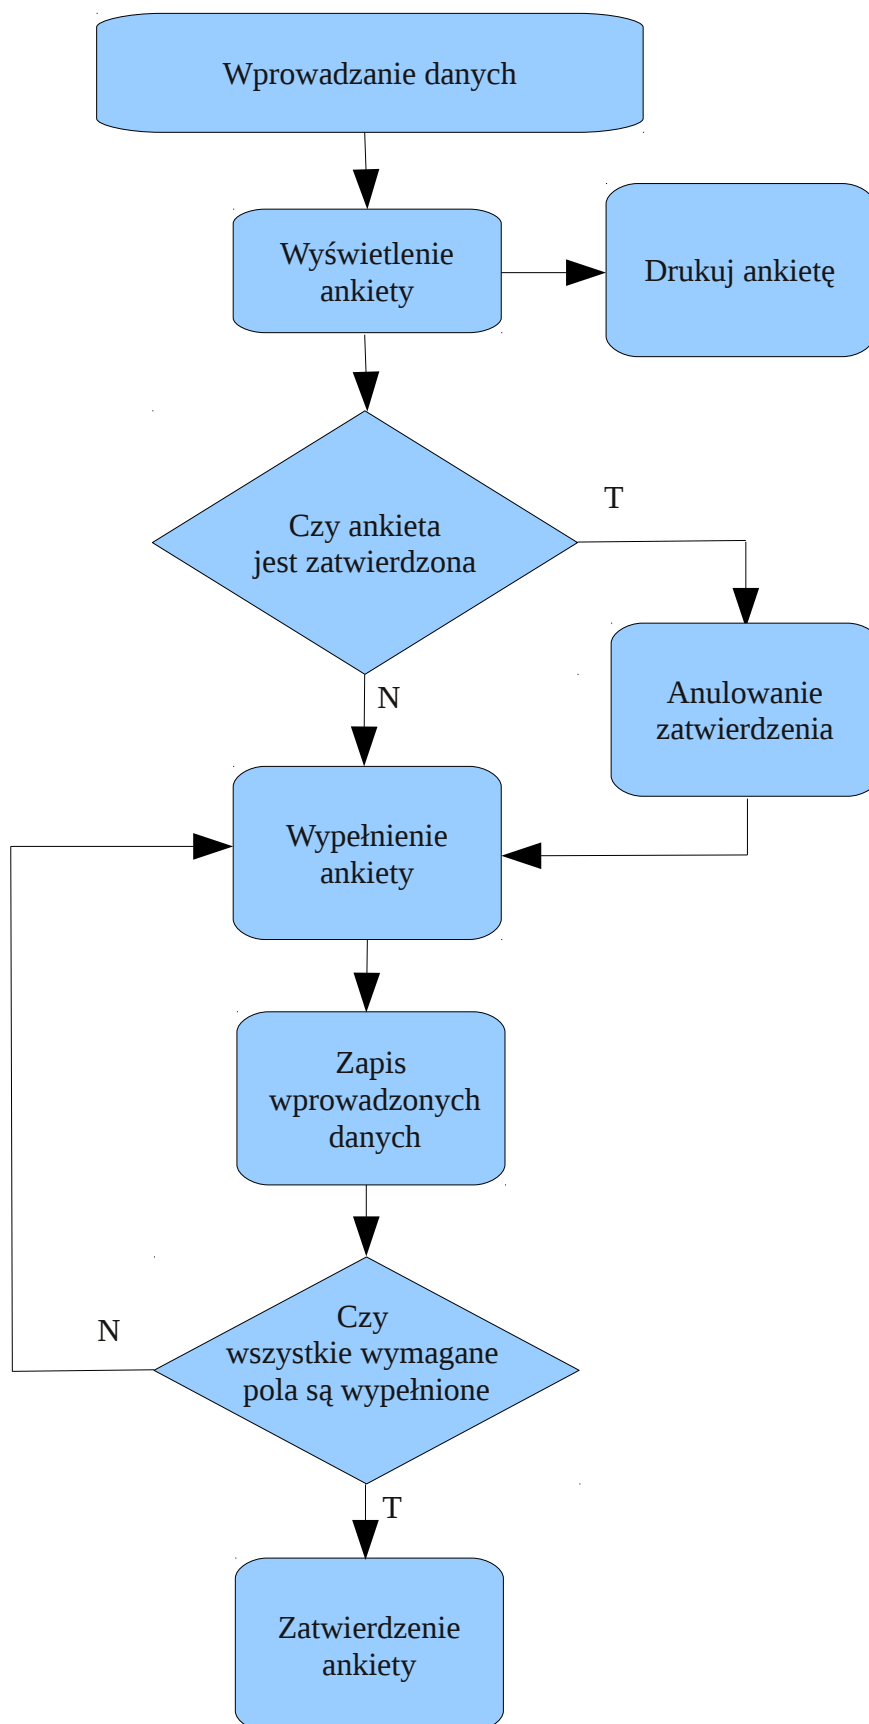 Wprowadzanie danych
Wyświetlenie
ankiety
Drukuj ankietę
Czy ankieta
jest zatwierdzona
T
N
Anulowanie
zatwierdzenia
Wypełnienie
ankiety
Zapis
wprowadzonych
danych
Czy
wszystkie wymagane
pola są wypełnione
N
T
Zatwierdzenie
ankiety